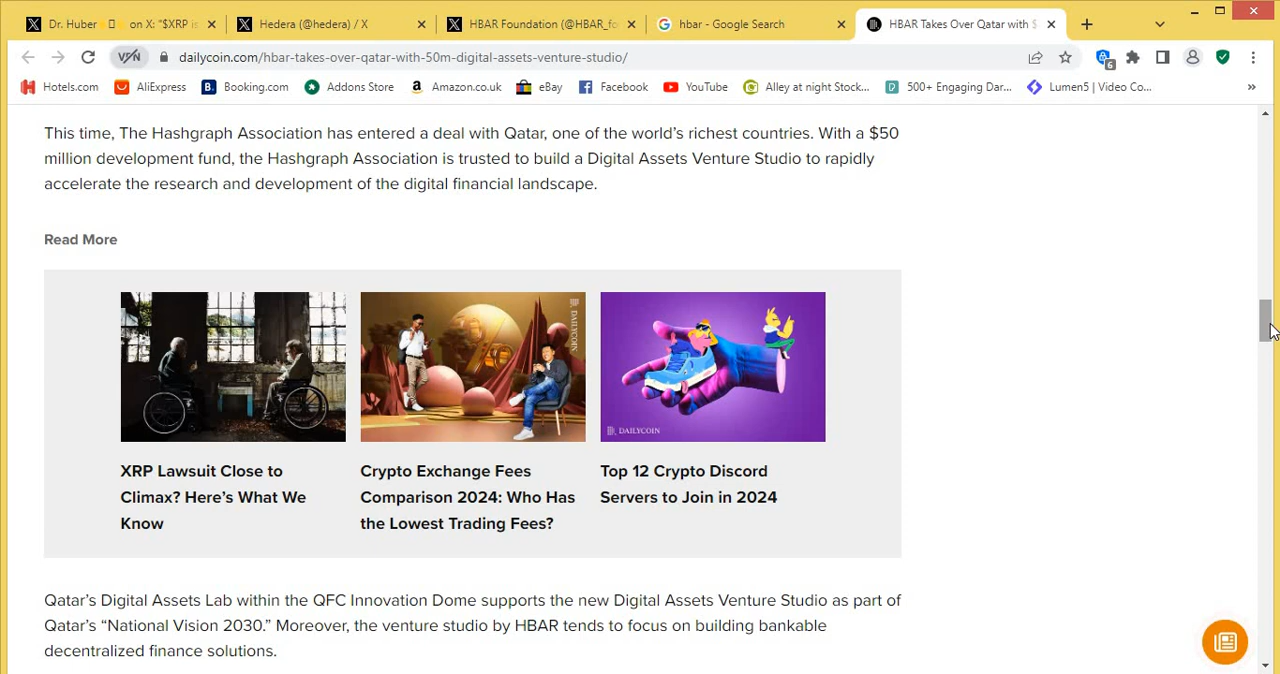 Dr. Huber on X: "$XRP is
Hedera (@hedera) / X
HBAR Foundation (@HBAR_fo
hbar - Google Search
HBAR Takes Over Qatar with $
VPN
dailycoin.com/hbar-takes-over-qatar-with-50m-digital-assets-venture-studio/
6
Hotels.com
AliExpress
B.
Booking.com
Addons Store
a
Amazon.co.uk
eBay
Facebook
YouTube
Alley at night Stock...
500+ Engaging Dar...
Lumen5 | Video Co...
»
This time, The Hashgraph Association has entered a deal with Qatar, one of the world's richest countries. With a $50
million development fund, the Hashgraph Association is trusted to build a Digital Assets Venture Studio to rapidly
accelerate the research and development of the digital financial landscape.
Read More
DAILYCOIN
DAILYCOIN
XRP Lawsuit Close to
Climax? Here's What We
Know
Crypto Exchange Fees
Comparison 2024: Who Has
the Lowest Trading Fees?
Top 12 Crypto Discord
Servers to Join in 2024
Qatar's Digital Assets Lab within the QFC Innovation Dome supports the new Digital Assets Venture Studio as part of
Qatar's "National Vision 2030." Moreover, the venture studio by HBAR tends to focus on building bankable
decentralized finance solutions.